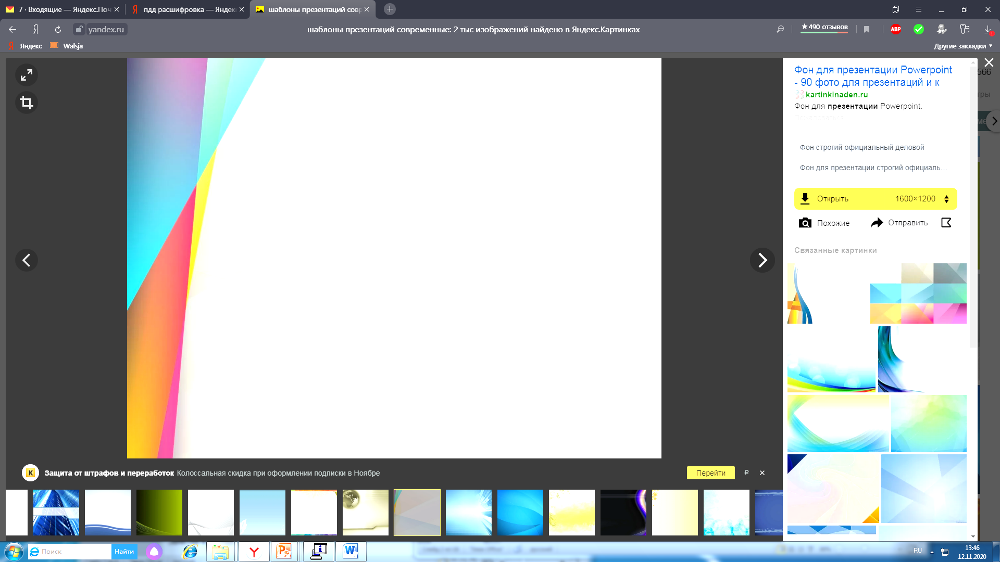 7 · Входящие — Яндекс.Поч
пдд расшифровка — Яндек
шаблоны презентаций совр
yandex.ru
шаблоны презентаций современные: 2 тыс изображений найдено в Яндекс.Картинках
★490 отзывов
ABP
Яндекс
Walsja
Другие закладки
Фон для презентации Powerpoint
- 90 фото для презентаций и к
kartinkinaden.ru
Фон для презентации Powerpoint.
Пожаловаться
566
тры
Фон строгий официальный деловой
Фон для презентации строгий официаль...
Открыть
1600×1200
Похожие
Отправить
Связанные картинки
Защита от штрафов и переработок Колоссальная скидка при оформлении подписки в Ноябре
Перейти
₽
Поиск
Найти
RU
13:46
12.11.2020